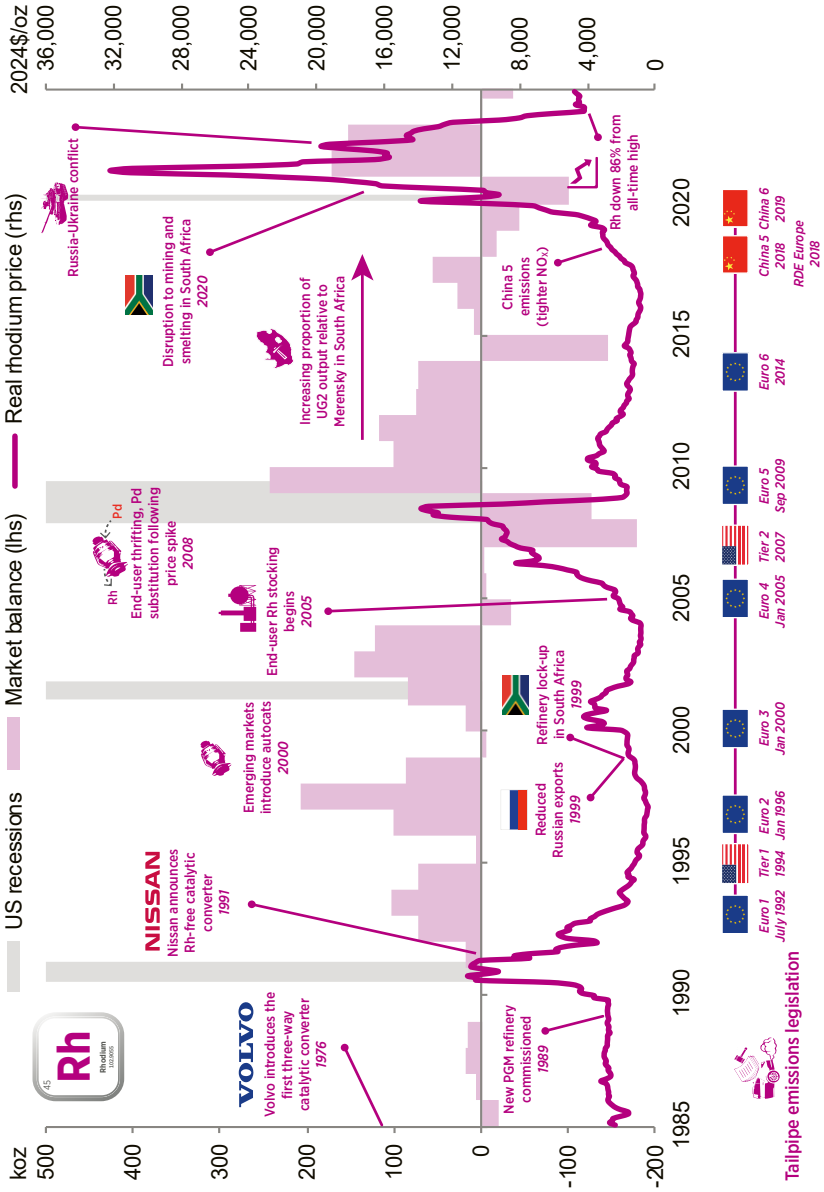 koz
US recessions
Market balance (lhs)
Real rhodium price (rhs)
2024$/oz
500
400
300
200
100
0
-100
-200
36,000
32,000
28,000
24,000
20,000
16,000
12,000
8,000
4,000
0
1985
1990
1995
2000
2005
2010
2015
2020
45
Rh
Rhodium
102.9055
VOLVO
Volvo introduces the
first three-way
catalytic converter
1976
New PGM refinery
commissioned
1989
NISSAN
Nissan announces
Rh-free catalytic
converter
1991
Emerging markets
introduce autocats
2000
Reduced
Russian exports
1999
Refinery lock-up
in South Africa
1999
End-user Rh stocking
begins
2005
Rh
Pd
End-user thrifting, Pd
substitution following
price spike
2008
Increasing proportion of
UG2 output relative to
Merensky in South Africa
Disruption to mining and
smelting in South Africa
2020
Russia-Ukraine conflict
China 5
emissions
(tighter NOx)
Rh down 86% from
all-time high
Tailpipe emissions legislation
Euro 1
July 1992
Tier 1
1994
Euro 2
Jan 1996
Euro 3
Jan 2000
Euro 4
Jan 2005
Tier 2
2007
Euro 5
Sep 2009
Euro 6
2014
China 5
2018
RDE Europe
2018
China 6
2019